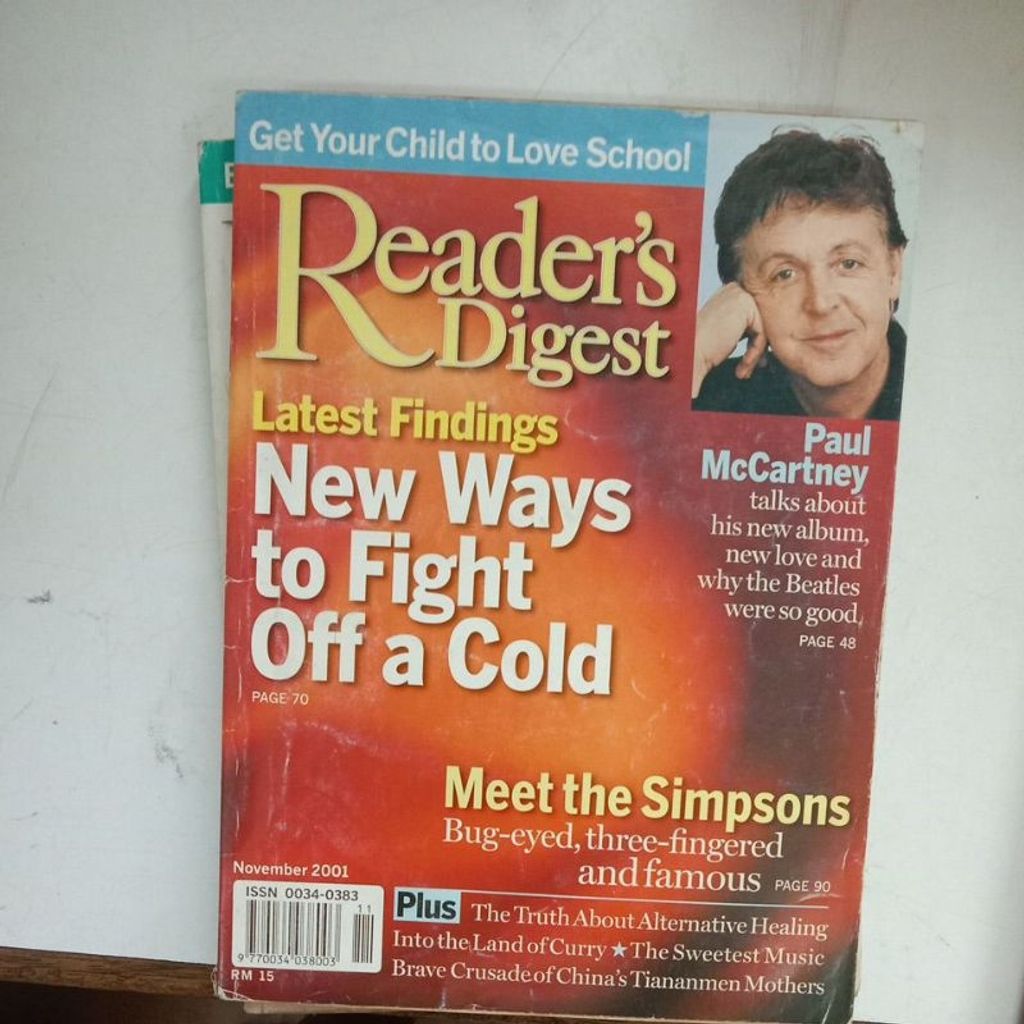 Get Your Child to Love School
Reader's
Digest
Latest Findings
New Ways
to Fight
Off a Cold
PAGE 70
Paul
McCartney
talks about
his new album,
new love and
why the Beatles
were so good
PAGE 48
Meet the Simpsons
Bug-eyed, three-fingered
and famous PAGE 90
November 2001
ISSN 0034-0383
11
9 770034 038003
RM 15
Plus The Truth About Alternative Healing
Into the Land of Curry ★ The Sweetest Music
Brave Crusade of China's Tiananmen Mothers